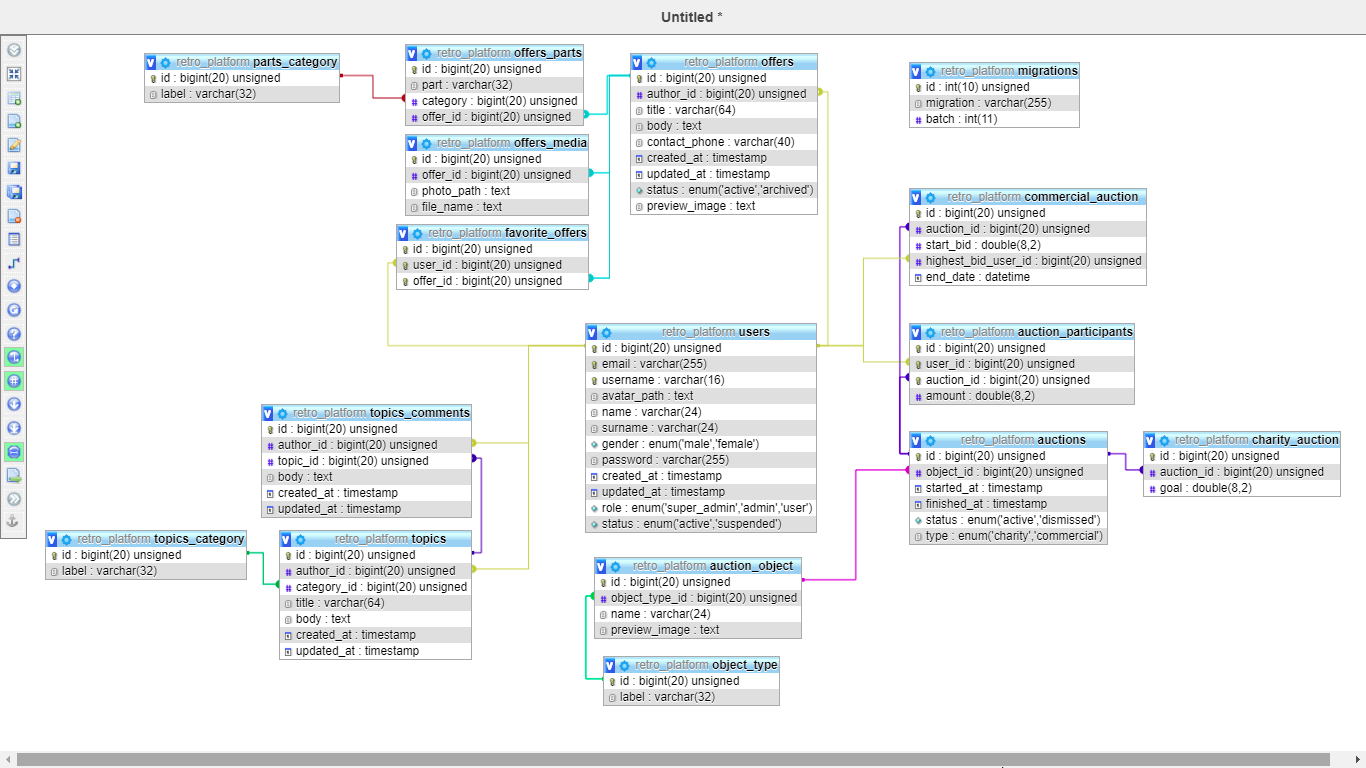 Untitled *
retro_platform parts_category
id : bigint(20) unsigned
label : varchar(32)
retro_platform offers_parts
id : bigint(20) unsigned
part : varchar(32)
category : bigint(20) unsigned
offer_id : bigint(20) unsigned
retro_platform offers_media
id : bigint(20) unsigned
offer_id : bigint(20) unsigned
photo_path : text
file_name : text
retro_platform favorite_offers
id : bigint(20) unsigned
user_id : bigint(20) unsigned
offer_id : bigint(20) unsigned
retro_platform offers
id : bigint(20) unsigned
author_id : bigint(20) unsigned
title : varchar(64)
body : text
contact_phone : varchar(40)
created_at : timestamp
updated_at : timestamp
status : enum('active','archived')
preview_image : text
retro_platform migrations
id : int(10) unsigned
migration : varchar(255)
batch : int(11)
retro_platform commercial_auction
id : bigint(20) unsigned
auction_id : bigint(20) unsigned
start_bid : double(8,2)
highest_bid_user_id : bigint(20) unsigned
end_date : datetime
retro_platform users
id : bigint(20) unsigned
email : varchar(255)
username : varchar(16)
avatar_path : text
name : varchar(24)
surname : varchar(24)
gender : enum('male','female')
password : varchar(255)
created_at : timestamp
updated_at : timestamp
role : enum('super_admin','admin','user')
status : enum('active','suspended')
retro_platform auction_participants
id : bigint(20) unsigned
user_id : bigint(20) unsigned
auction_id : bigint(20) unsigned
amount : double(8,2)
retro_platform topics_comments
id : bigint(20) unsigned
author_id : bigint(20) unsigned
topic_id : bigint(20) unsigned
body : text
created_at : timestamp
updated_at : timestamp
retro_platform auctions
id : bigint(20) unsigned
object_id : bigint(20) unsigned
started_at : timestamp
finished_at : timestamp
status : enum('active','dismissed')
type : enum('charity','commercial')
retro_platform charity_auction
id : bigint(20) unsigned
auction_id : bigint(20) unsigned
goal : double(8,2)
retro_platform topics_category
id : bigint(20) unsigned
label : varchar(32)
retro_platform topics
id : bigint(20) unsigned
author_id : bigint(20) unsigned
category_id : bigint(20) unsigned
title : varchar(64)
body : text
created_at : timestamp
updated_at : timestamp
retro_platform auction_object
id : bigint(20) unsigned
object_type_id : bigint(20) unsigned
name : varchar(24)
preview_image : text
retro_platform object_type
id : bigint(20) unsigned
label : varchar(32)